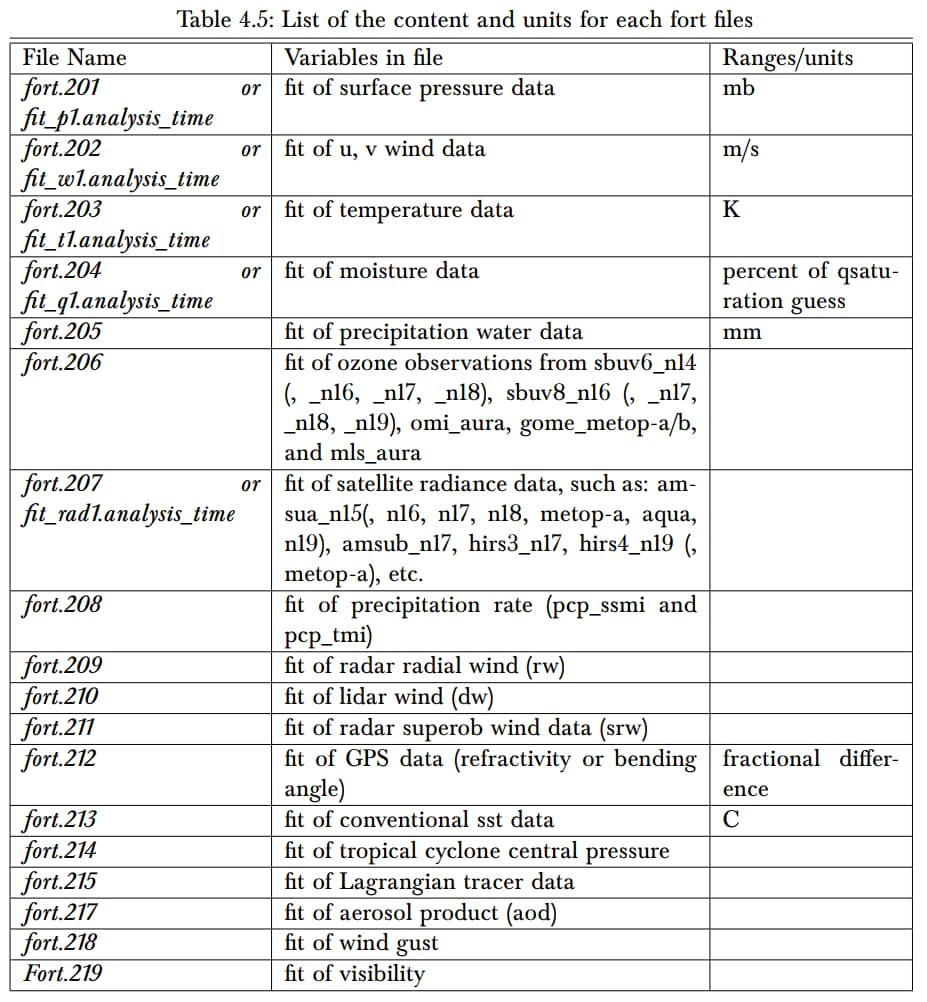 Table 4.5: List of the content and units for each fort files
File Name Variables in file Ranges/units
fort.201 or fit of surface pressure data mb
fit_p1.analysis_time
fort.202 or fit of u, v wind data m/s
fit_w1.analysis_time
fort.203 or fit of temperature data K
fit_t1.analysis_time
fort.204 or fit of moisture data percent of qsatu-
fit_q1.analysis_time ration guess
fort.205 fit of precipitation water data mm
fort.206 fit of ozone observations from sbuv6_n14
(, _n16, _n17, _n18), sbuv8_n16 (, _n17,
_n18, _n19), omi_aura, gome_metop-a/b,
and mls_aura
fort.207 or fit of satellite radiance data, such as: am-
fit_rad1.analysis_time sua_n15(, n16, n17, n18, metop-a, aqua,
n19), amsub_n17, hirs3_n17, hirs4_n19 (,
metop-a), etc.
fort.208 fit of precipitation rate (pcp_ssmi and
pcp_tmi)
fort.209 fit of radar radial wind (rw)
fort.210 fit of lidar wind (dw)
fort.211 fit of radar superob wind data (srw)
fort.212 fit of GPS data (refractivity or bending fractional differ-
angle) ence
fort.213 fit of conventional sst data C
fort.214 fit of tropical cyclone central pressure
fort.215 fit of Lagrangian tracer data
fort.217 fit of aerosol product (aod)
fort.218 fit of wind gust
Fort.219 fit of visibility